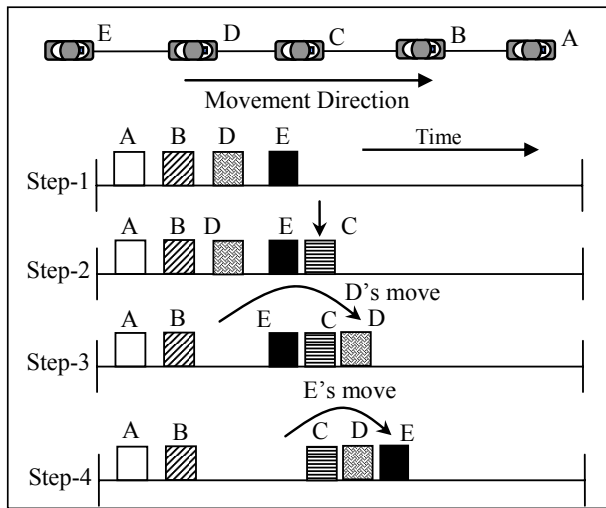 E D C B A
Movement Direction
A B D E Time
Step-1
A B D E C
Step-2
D's move
A B E C D
Step-3
E's move
A B C D E
Step-4